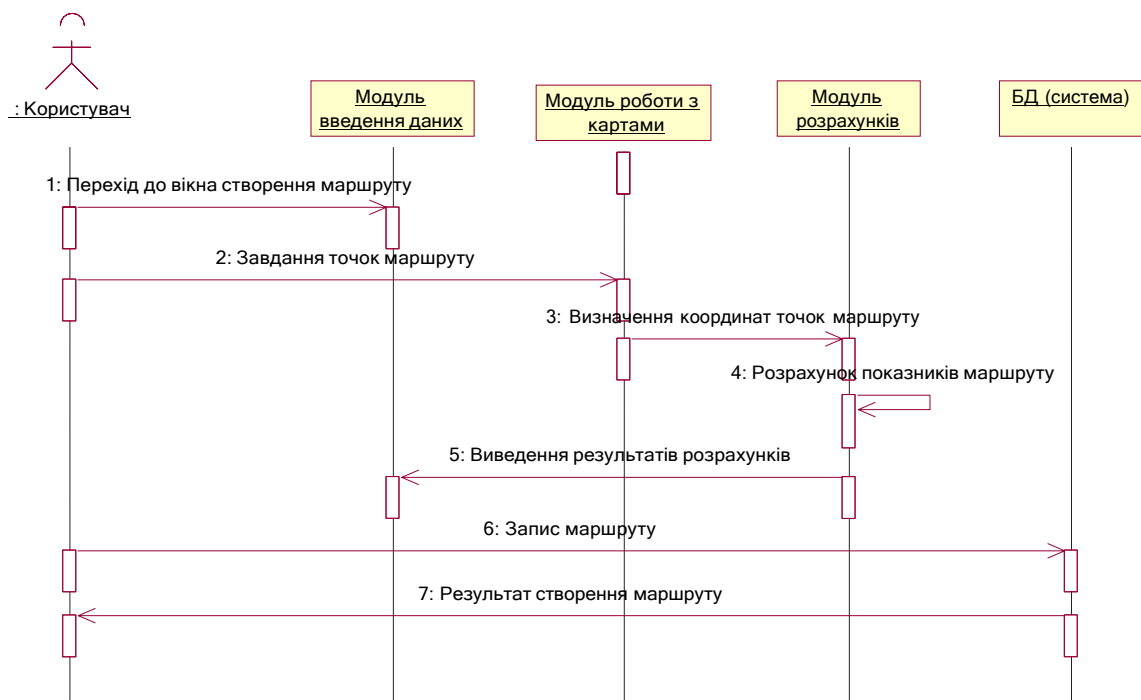 : Користувач
Модуль
введення даних
Модуль роботи з
картами
Модуль
розрахунків
БД (система)
1: Перехід до вікна створення маршруту
2: Завдання точок маршруту
3: Визначення координат точок маршруту
4: Розрахунок показників маршруту
5: Виведення результатів розрахунків
6: Запис маршруту
7: Результат створення маршруту